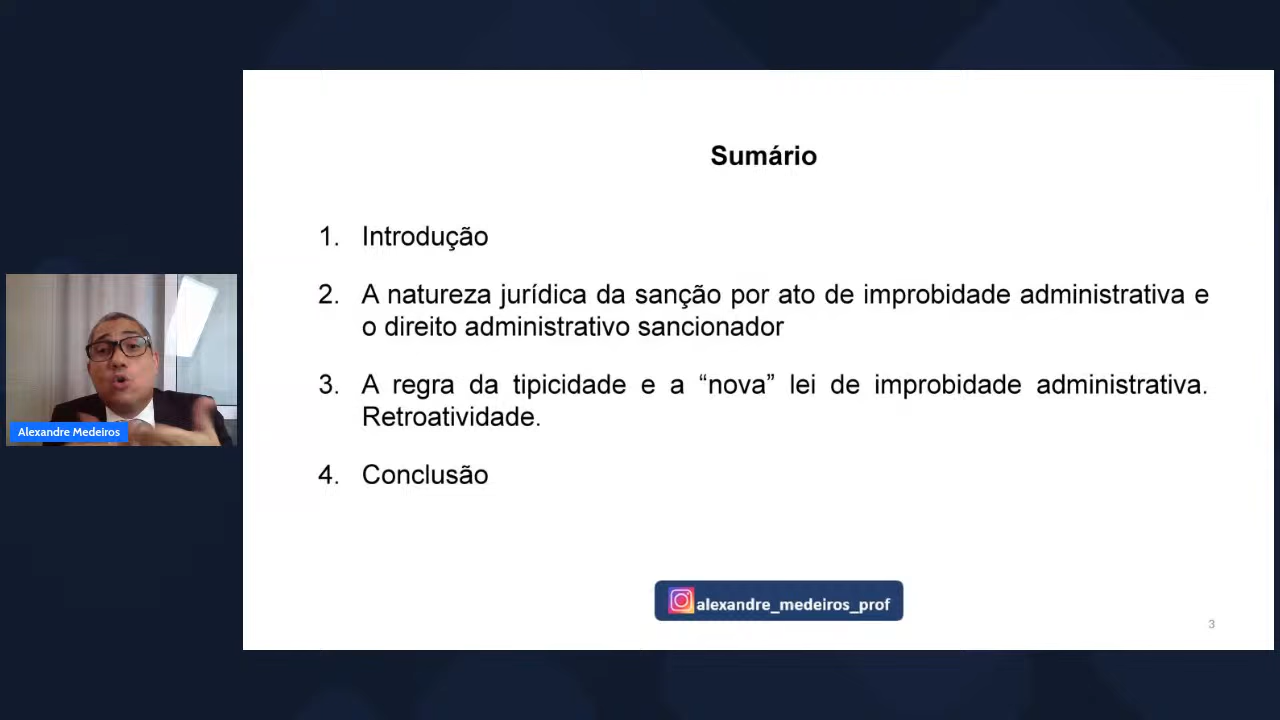 Sumário
1. Introdução
2. A natureza jurídica da sanção por ato de improbidade administrativa e
o direito administrativo sancionador
3. A regra da tipicidade e a “nova” lei de improbidade administrativa.
Retroatividade.
Alexandre Medeiros
4. Conclusão
alexandre_medeiros_prof
3